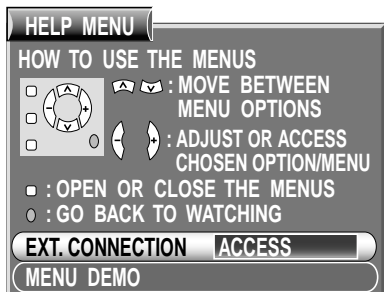 HELP MENU
HOW TO USE THE MENUS
: MOVE BETWEEN
MENU OPTIONS
: ADJUST OR ACCESS
CHOSEN OPTION/MENU
: OPEN OR CLOSE THE MENUS
: GO BACK TO WATCHING
EXT. CONNECTION ACCESS
MENU DEMO